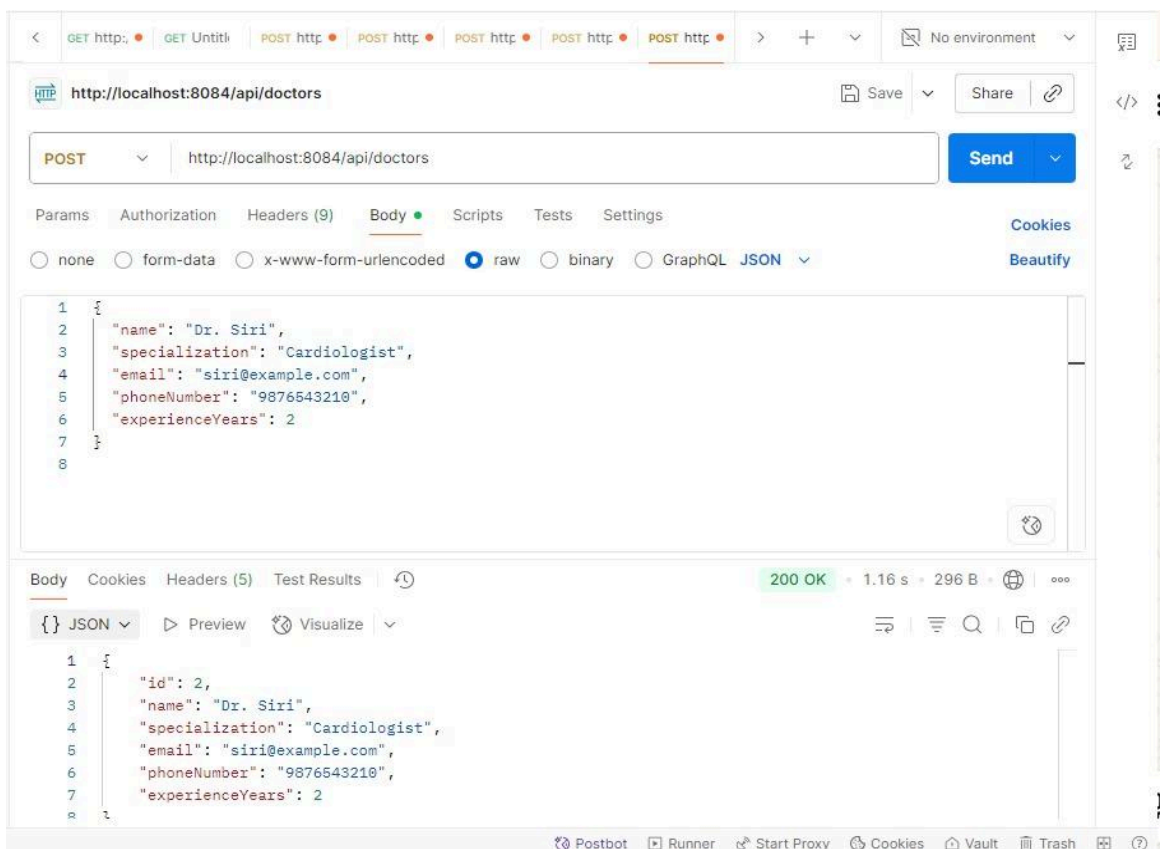 GET http:, GET Untitl POST http POST http POST http POST http POST http No environment
HTTP http://localhost:8084/api/doctors Save Share
POST http://localhost:8084/api/doctors Send
Params Authorization Headers (9) Body Scripts Tests Settings Cookies
none form-data x-www-form-urlencoded raw binary GraphQL JSON Beautify
1 {
2 "name": "Dr. Siri",
3 "specialization": "Cardiologist",
4 "email": "siri@example.com",
5 "phoneNumber": "9876543210",
6 "experienceYears": 2
7 }
8
Body Cookies Headers (5) Test Results 200 OK 1.16 s 296 B
{} JSON Preview Visualize
1 {
2 "id": 2,
3 "name": "Dr. Siri",
4 "specialization": "Cardiologist",
5 "email": "siri@example.com",
6 "phoneNumber": "9876543210",
7 "experienceYears": 2
8 }
Postbot Runner Start Proxy Cookies Vault Trash